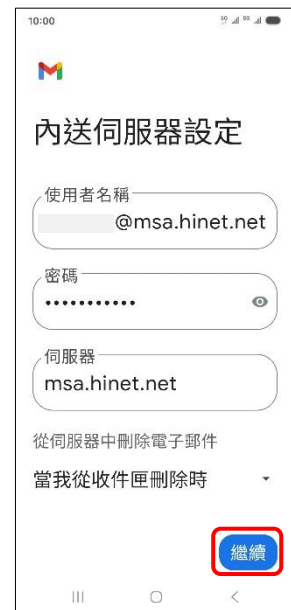 10:00
內送伺服器設定
使用者名稱
@msa.hinet.net
密碼
•••••••••••
伺服器
msa.hinet.net
從伺服器中刪除電子郵件
當我從收件匣刪除時
繼續